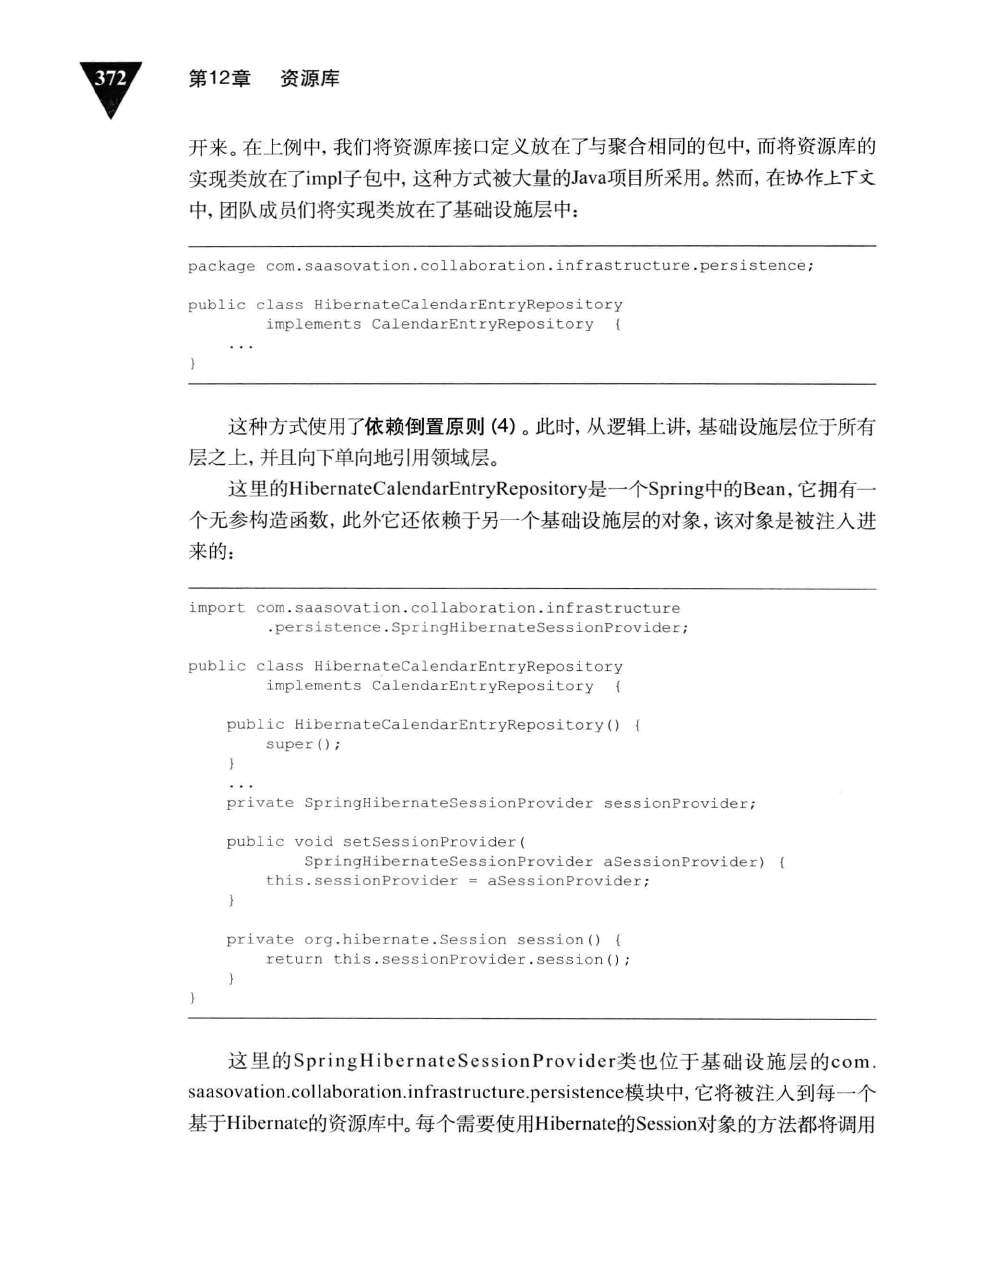 372
第12章 资源库
开来。在上例中, 我们将资源库接口定义放在了与聚合相同的包中, 而将资源库的
实现类放在了impl子包中, 这种方式被大量的Java项目所采用。然而, 在协作上下文
中, 团队成员们将实现类放在了基础设施层中:
package com.saasovation.collaboration.infrastructure.persistence;
public class HibernateCalendarEntryRepository
        implements CalendarEntryRepository  {
    ...
}
这种方式使用了依赖倒置原则 (4) 。此时, 从逻辑上讲, 基础设施层位于所有
层之上, 并且向下单向地引用领域层。
这里的HibernateCalendarEntryRepository是一个Spring中的Bean, 它拥有一
个无参构造函数, 此外它还依赖于另一个基础设施层的对象, 该对象是被注入进
来的:
import com.saasovation.collaboration.infrastructure
        .persistence.SpringHibernateSessionProvider;
public class HibernateCalendarEntryRepository
        implements CalendarEntryRepository  {
    public HibernateCalendarEntryRepository() {
        super();
    }
    ...
    private SpringHibernateSessionProvider sessionProvider;
    public void setSessionProvider(
            SpringHibernateSessionProvider aSessionProvider) {
        this.sessionProvider = aSessionProvider;
    }
    private org.hibernate.Session session() {
        return this.sessionProvider.session();
    }
}
这里的SpringHibernateSessionProvider类也位于基础设施层的com.
saasovation.collaboration.infrastructure.persistence模块中, 它将被注入到每一个
基于Hibernate的资源库中。每个需要使用Hibernate的Session对象的方法都将调用